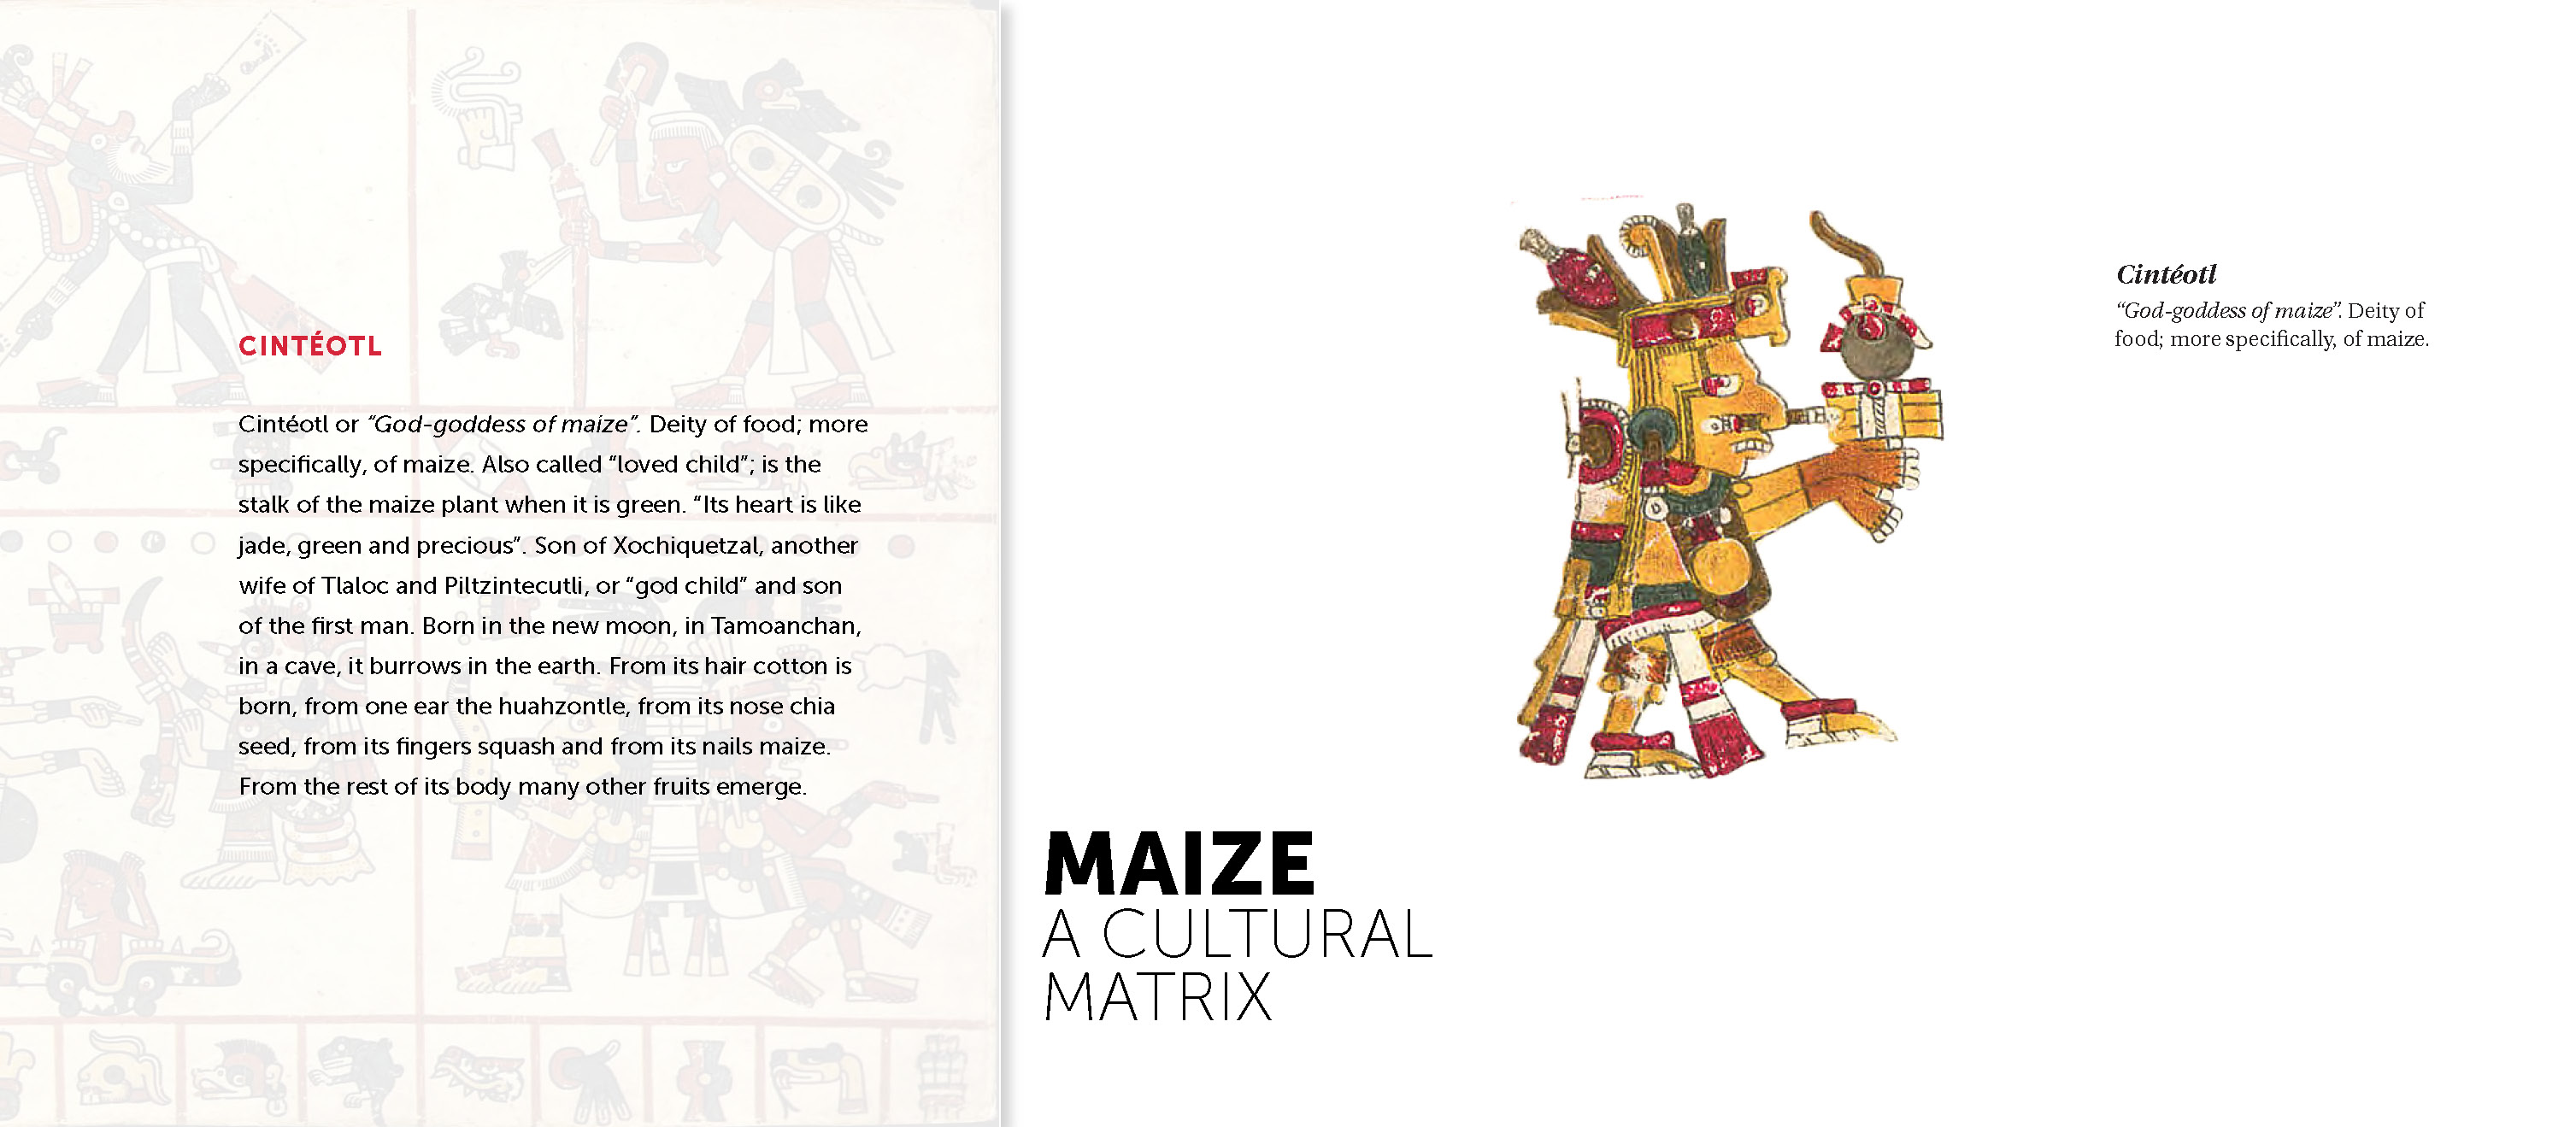 CINTÉOTL
Cintéotl or “God-goddess of maize”. Deity of food; more
specifically, of maize. Also called “loved child”; is the
stalk of the maize plant when it is green. “Its heart is like
jade, green and precious”. Son of Xochiquetzal, another
wife of Tlaloc and Piltzintecutli, or “god child” and son
of the first man. Born in the new moon, in Tamoanchan,
in a cave, it burrows in the earth. From its hair cotton is
born, from one ear the huahzontle, from its nose chia
seed, from its fingers squash and from its nails maize.
From the rest of its body many other fruits emerge.
MAIZE
A CULTURAL
MATRIX
Cintéotl
“God-goddess of maize”. Deity of
food; more specifically, of maize.